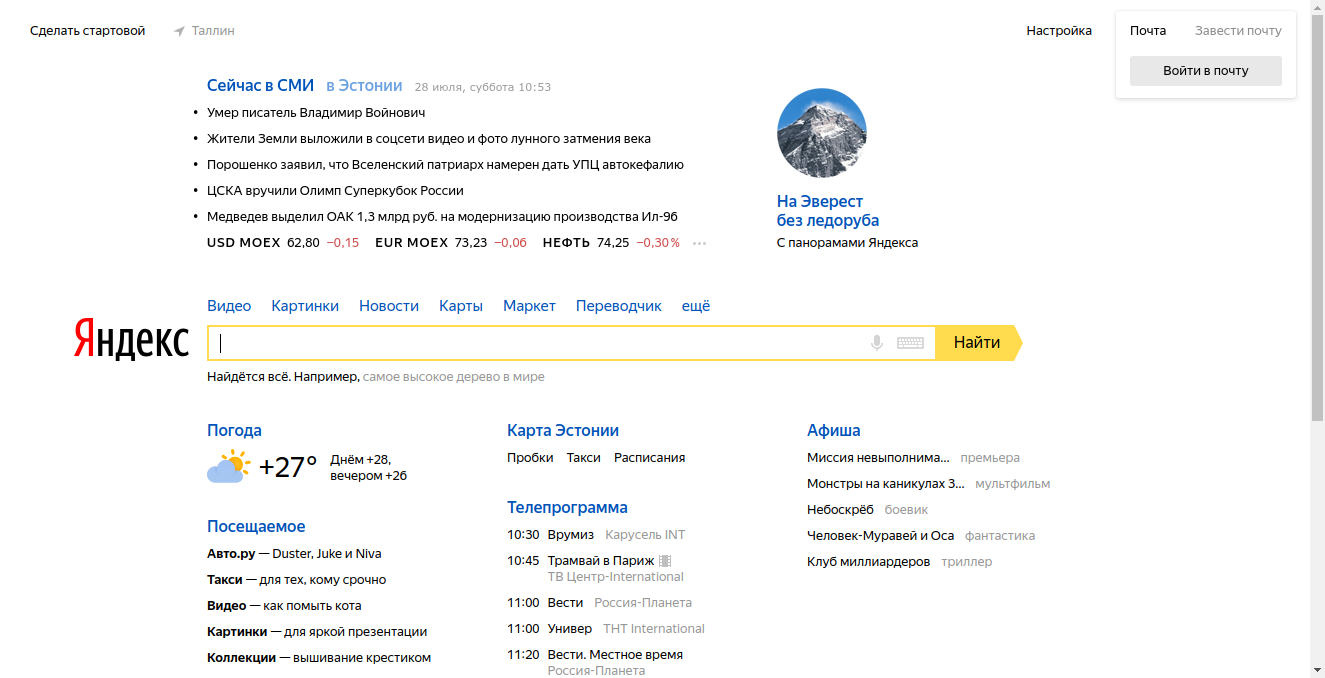 Сделать стартовой Таллин Настройка Почта Завести почту
Войти в почту
Сейчас в СМИ в Эстонии 28 июля, суббота 10:53
• Умер писатель Владимир Войнович
• Жители Земли выложили в соцсети видео и фото лунного затмения века
• Порошенко заявил, что Вселенский патриарх намерен дать УПЦ автокефалию
• ЦСКА вручили Олимп Суперкубок России
• Медведев выделил ОАК 1,3 млрд руб. на модернизацию производства Ил-96
USD MOEX 62,80 −0,15 EUR MOEX 73,23 −0,06 НЕФТЬ 74,25 −0,30% •••
На Эверест
без ледоруба
С панорамами Яндекса
Видео Картинки Новости Карты Маркет Переводчик ещё
Яндекс Найти
Найдётся всё. Например, самое высокое дерево в мире
Погода
+27° Днём +28,
вечером +26
Посещаемое
Авто.ру — Duster, Juke и Niva
Такси — для тех, кому срочно
Видео — как помыть кота
Картинки — для яркой презентации
Коллекции — вышивание крестиком
Карта Эстонии
Пробки Такси Расписания
Телепрограмма
10:30 Врумиз Карусель INT
10:45 Трамвай в Париж
ТВ Центр-International
11:00 Вести Россия-Планета
11:00 Универ ТНТ International
11:20 Вести. Местное время
Россия-Планета
Афиша
Миссия невыполнима... премьера
Монстры на каникулах 3... мультфильм
Небоскрёб боевик
Человек-Муравей и Оса фантастика
Клуб миллиардеров триллер